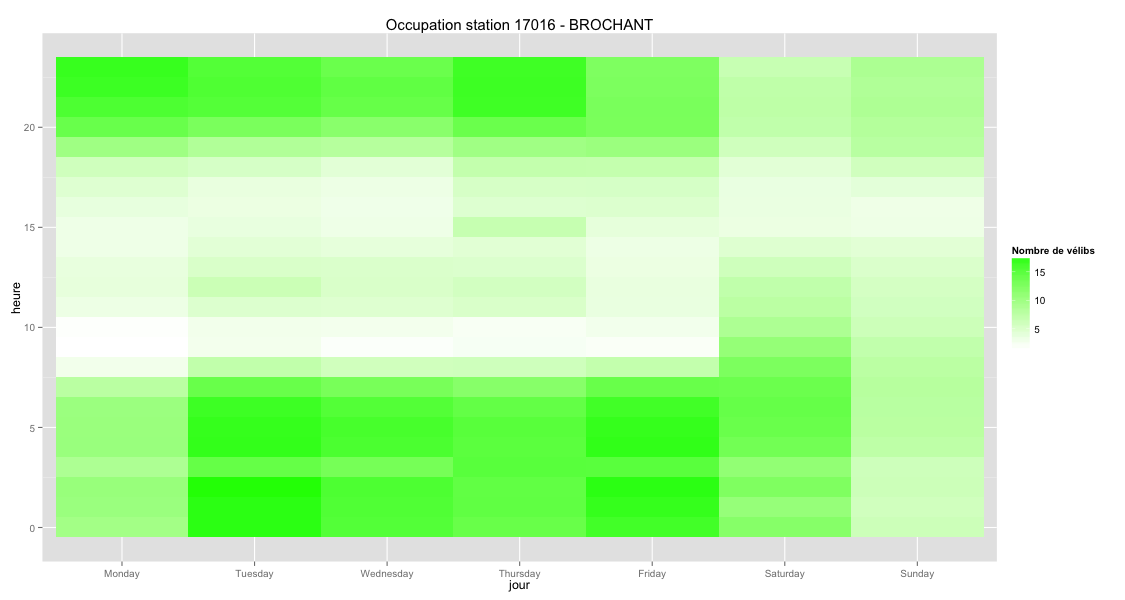 Occupation station 17016 - BROCHANT
heure
20
15
10
5
0
Monday Tuesday Wednesday Thursday Friday Saturday Sunday
jour
Nombre de vélibs
15
10
5